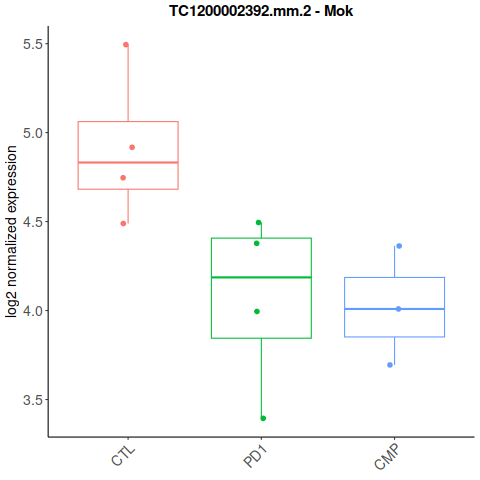 TC1200002392.mm.2 - Mok
log2 normalized expression
5.5
5.0
4.5
4.0
3.5
CTL
PD1
CMP